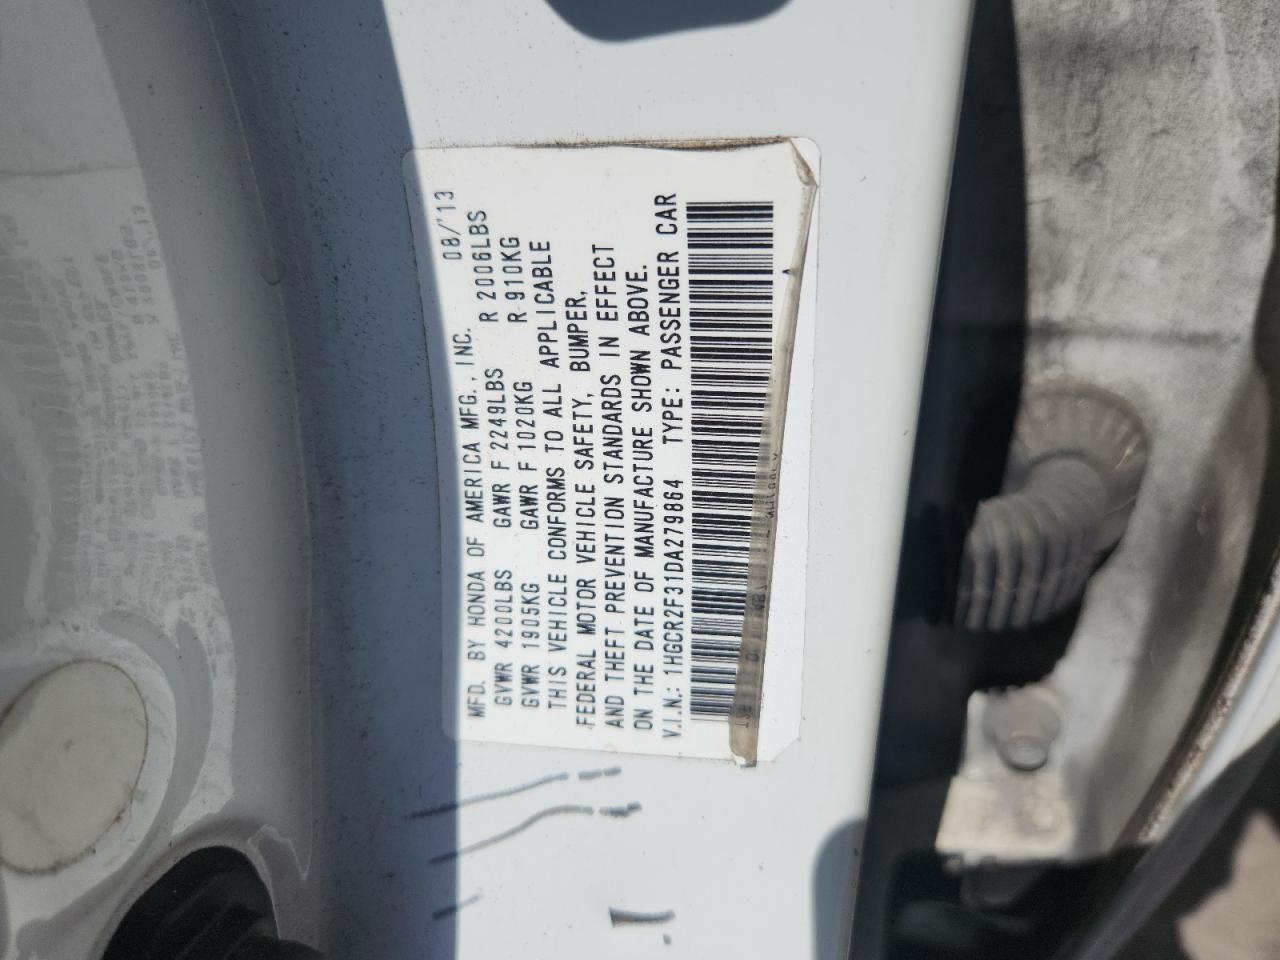 MFD. BY HONDA OF AMERICA MFG., INC. 08/'13
GVWR 4200LBS GAWR F 2249LBS R 2006LBS
GVWR 1905KG GAWR F 1020KG R 910KG
THIS VEHICLE CONFORMS TO ALL APPLICABLE
FEDERAL MOTOR VEHICLE SAFETY, BUMPER,
AND THEFT PREVENTION STANDARDS IN EFFECT
ON THE DATE OF MANUFACTURE SHOWN ABOVE.
V.I.N.: 1HGCR2F31DA279864 TYPE: PASSENGER CAR